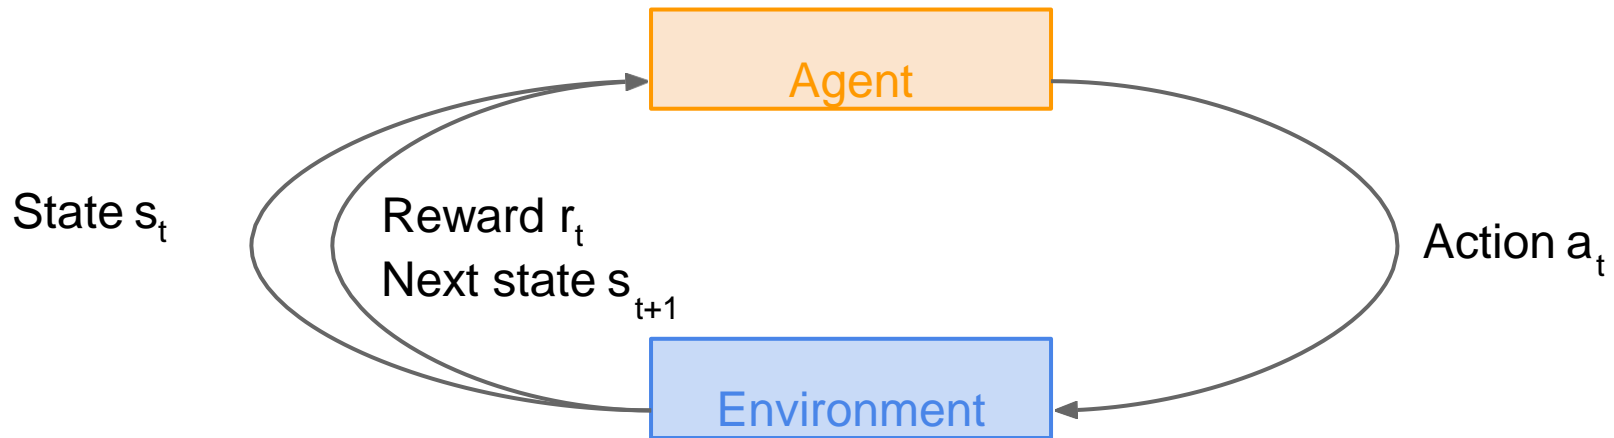 Agent
State sₜ
Reward rₜ
Next state sₜ₊₁
Action aₜ
Environment